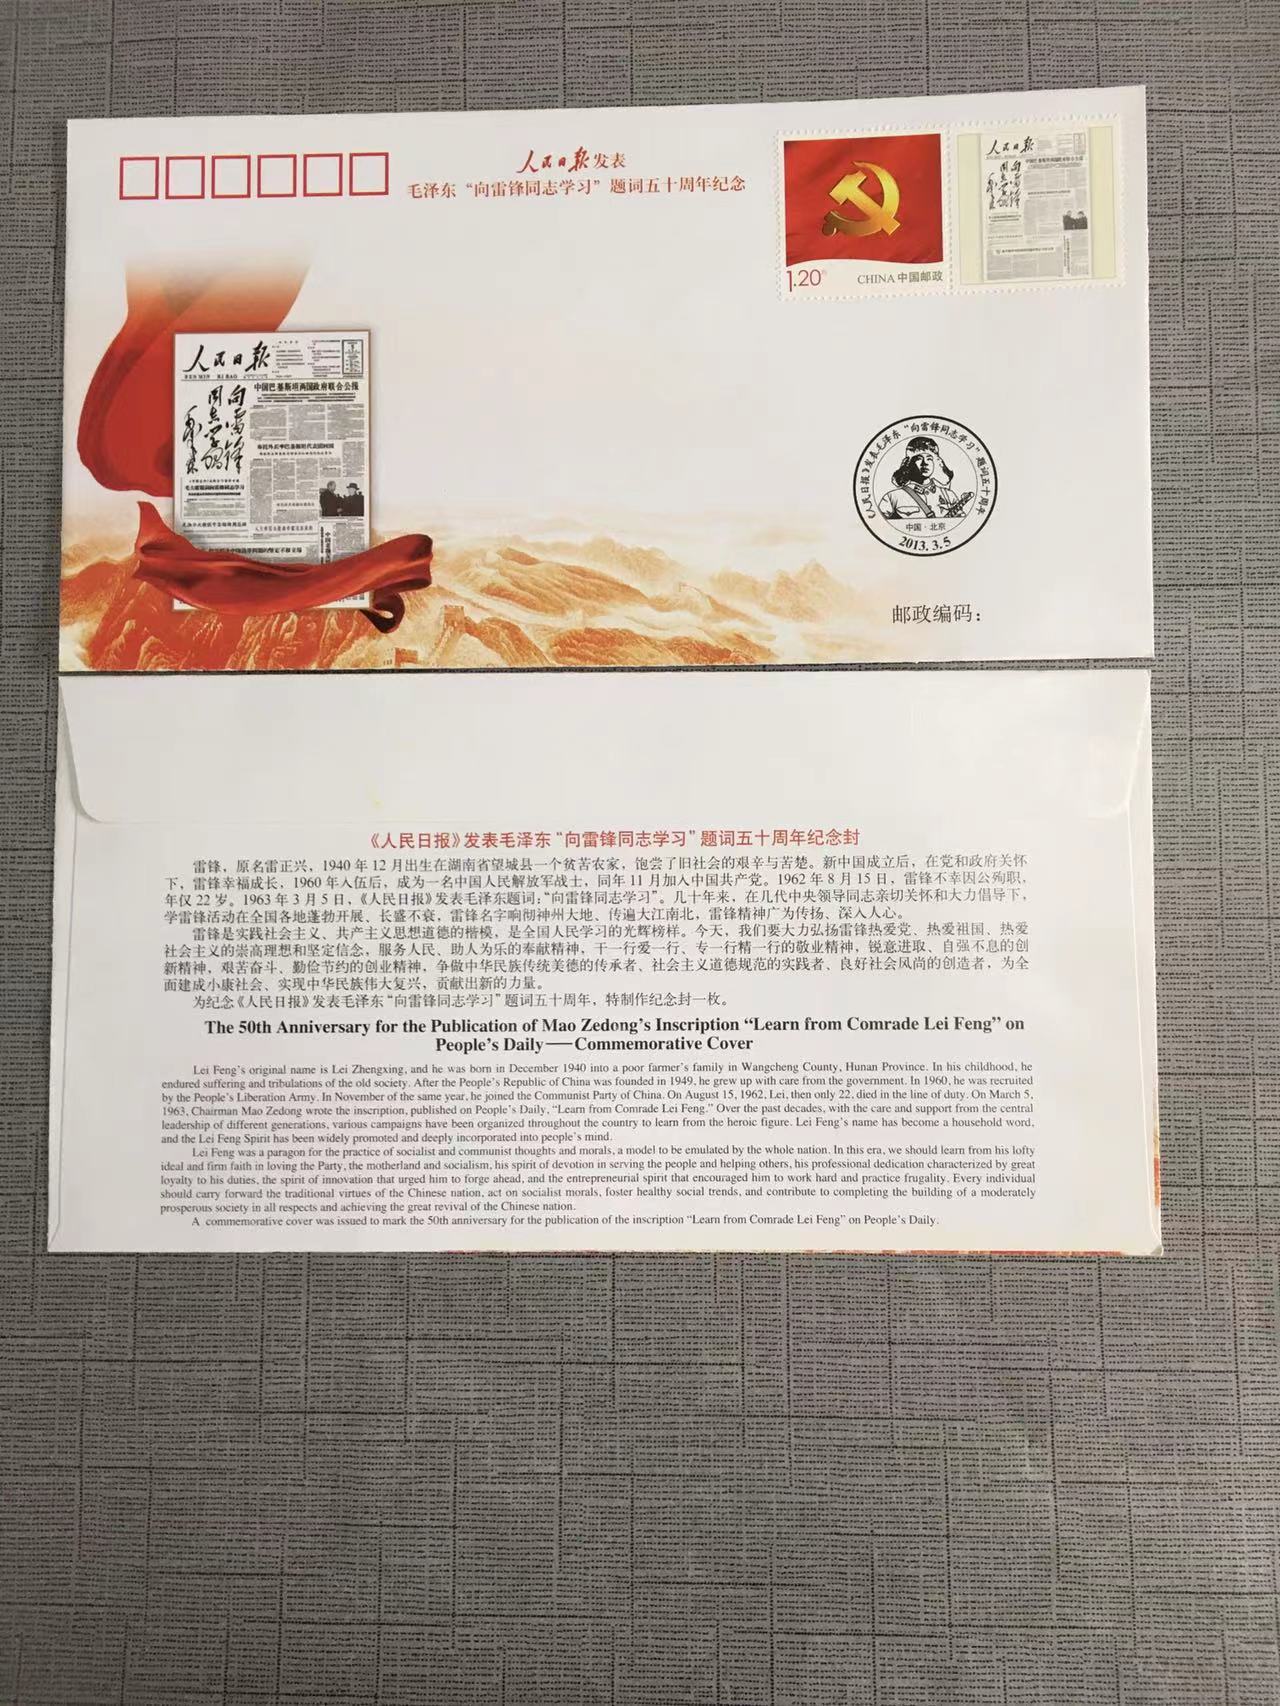 人民日报发表
毛泽东“向雷锋同志学习”题词五十周年纪念
1.20元
CHINA 中国邮政
人民日报
向雷锋
同志学习
毛泽东
人民日报
REN MIN RI BAO
中国巴基斯坦两国政府联合公报
向雷锋
同志学习
毛泽东
《人民日报》发表毛泽东“向雷锋同志学习”题词五十周年
中国·北京
2013.3.5
邮政编码：
《人民日报》发表毛泽东“向雷锋同志学习”题词五十周年纪念封
雷锋，原名雷正兴，1940 年 12 月出生在湖南省望城县一个贫苦农家，饱尝了旧社会的艰辛与苦楚。新中国成立后，在党和政府关怀
下，雷锋幸福成长，1960 年入伍后，成为一名中国人民解放军战士，同年 11 月加入中国共产党。1962 年 8 月 15 日，雷锋不幸因公殉职，
年仅 22 岁。1963 年 3 月 5 日，《人民日报》发表毛泽东题词：“向雷锋同志学习”。几十年来，在几代中央领导同志亲切关怀和大力倡导下，
学雷锋活动在全国各地蓬勃开展、长盛不衰，雷锋名字响彻神州大地、传遍大江南北，雷锋精神广为传扬、深入人心。
雷锋是实践社会主义、共产主义思想道德的楷模，是全国人民学习的光辉榜样。今天，我们要大力弘扬雷锋热爱党、热爱祖国、热爱
社会主义的崇高理想和坚定信念，服务人民、助人为乐的奉献精神，干一行爱一行、专一行精一行的敬业精神，锐意进取、自强不息的创
新精神，艰苦奋斗、勤俭节约的创业精神，争做中华民族传统美德的传承者、社会主义道德规范的实践者、良好社会风尚的创造者，为全
面建成小康社会、实现中华民族伟大复兴，贡献出新的力量。
为纪念《人民日报》发表毛泽东“向雷锋同志学习”题词五十周年，特制作纪念封一枚。
The 50th Anniversary for the Publication of Mao Zedong's Inscription “Learn from Comrade Lei Feng” on
People's Daily——Commemorative Cover
Lei Feng's original name is Lei Zhengxing, and he was born in December 1940 into a poor farmer's family in Wangcheng County, Hunan Province. In his childhood, he
endured suffering and tribulations of the old society. After the People's Republic of China was founded in 1949, he grew up with care from the government. In 1960, he was recruited
by the People's Liberation Army. In November of the same year, he joined the Communist Party of China. On August 15, 1962, Lei, then only 22, died in the line of duty. On March 5,
1963, Chairman Mao Zedong wrote the inscription, published on People's Daily, “Learn from Comrade Lei Feng.” Over the past decades, with the care and support from the central
leadership of different generations, various campaigns have been organized throughout the country to learn from the heroic figure. Lei Feng's name has become a household word,
and the Lei Feng Spirit has been widely promoted and deeply incorporated into people's mind.
Lei Feng was a paragon for the practice of socialist and communist thoughts and morals, a model to be emulated by the whole nation. In this era, we should learn from his lofty
ideal and firm faith in loving the Party, the motherland and socialism, his spirit of devotion in serving the people and helping others, his professional dedication characterized by great
loyalty to his duties, the spirit of innovation that urged him to forge ahead, and the entrepreneurial spirit that encouraged him to work hard and practice frugality. Every individual
should carry forward the traditional virtues of the Chinese nation, act on socialist morals, foster healthy social trends, and contribute to completing the building of a moderately
prosperous society in all respects and achieving the great revival of the Chinese nation.
A commemorative cover was issued to mark the 50th anniversary for the publication of the inscription “Learn from Comrade Lei Feng” on People's Daily.